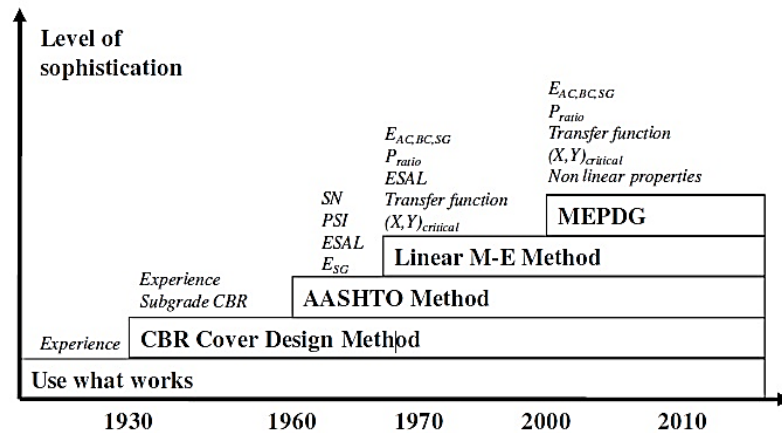 Level of
sophistication
E_AC,BC,SG
P_ratio
Transfer function
(X,Y)_critical
Non linear properties
MEPDG
E_AC,BC,SG
P_ratio
ESAL
Transfer function
(X,Y)_critical
Linear M-E Method
SN
PSI
ESAL
E_SG
AASHTO Method
Experience
Subgrade CBR
CBR Cover Design Method
Experience
Use what works
1930 1960 1970 2000 2010